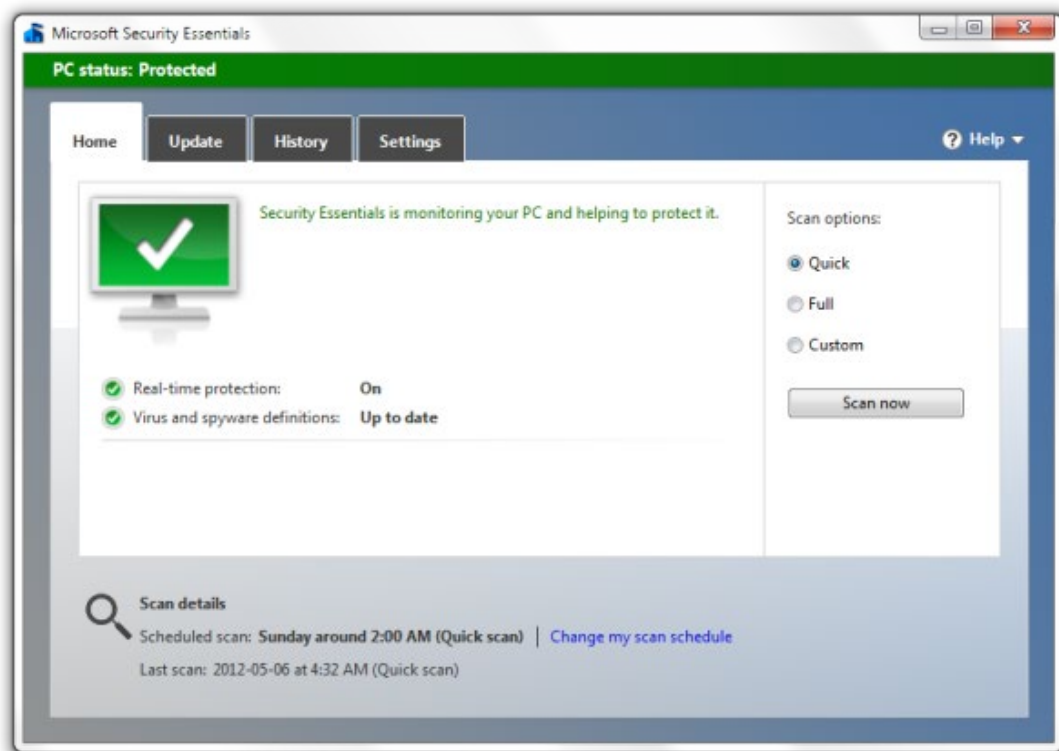 Microsoft Security Essentials
PC status: Protected
Home Update History Settings Help
Security Essentials is monitoring your PC and helping to protect it.
Scan options:
Quick
Full
Custom
Scan now
Real-time protection: On
Virus and spyware definitions: Up to date
Scan details
Scheduled scan: Sunday around 2:00 AM (Quick scan) | Change my scan schedule
Last scan: 2012-05-06 at 4:32 AM (Quick scan)